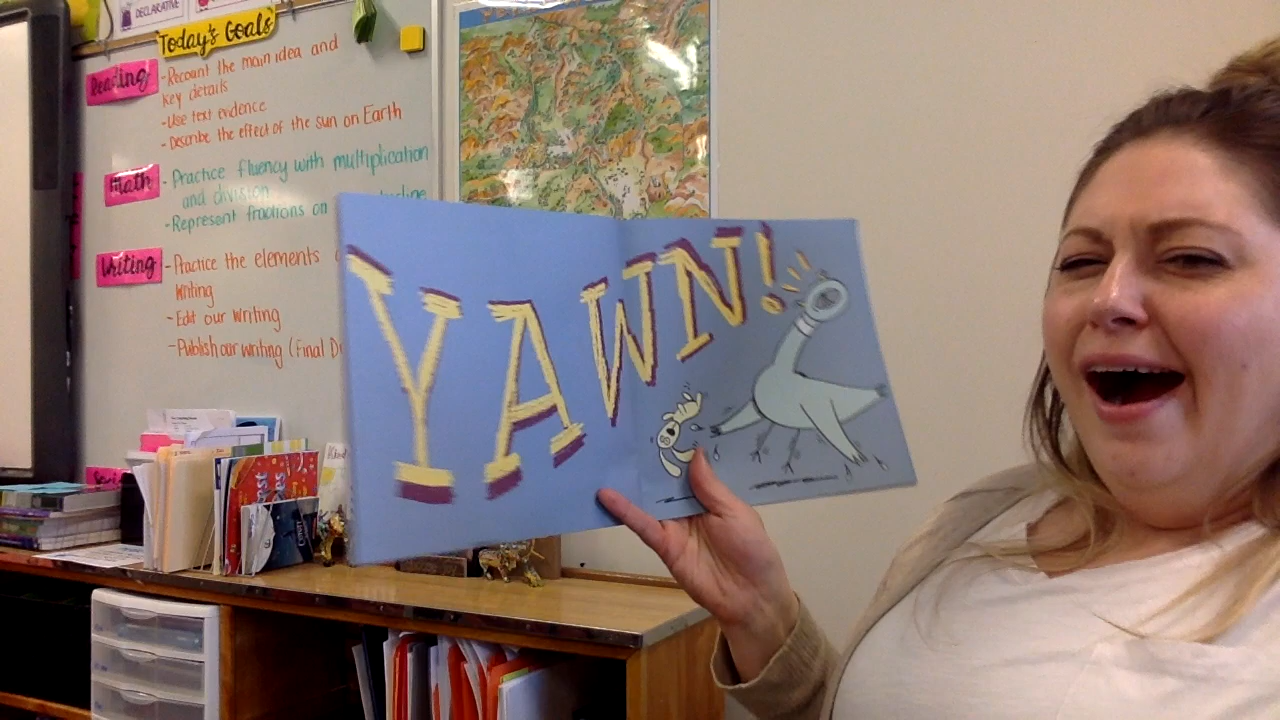 DECLARATIVE
Today's Goals
Reading
- Recount the main idea and
key details
- Use text evidence
- Describe the effect of the sun on Earth
Math
- Practice fluency with multiplication
and division
- Represent fractions on
Writing
- Practice the elements
Writing
- Edit our writing
- Publish our writing (Final
YAWN!